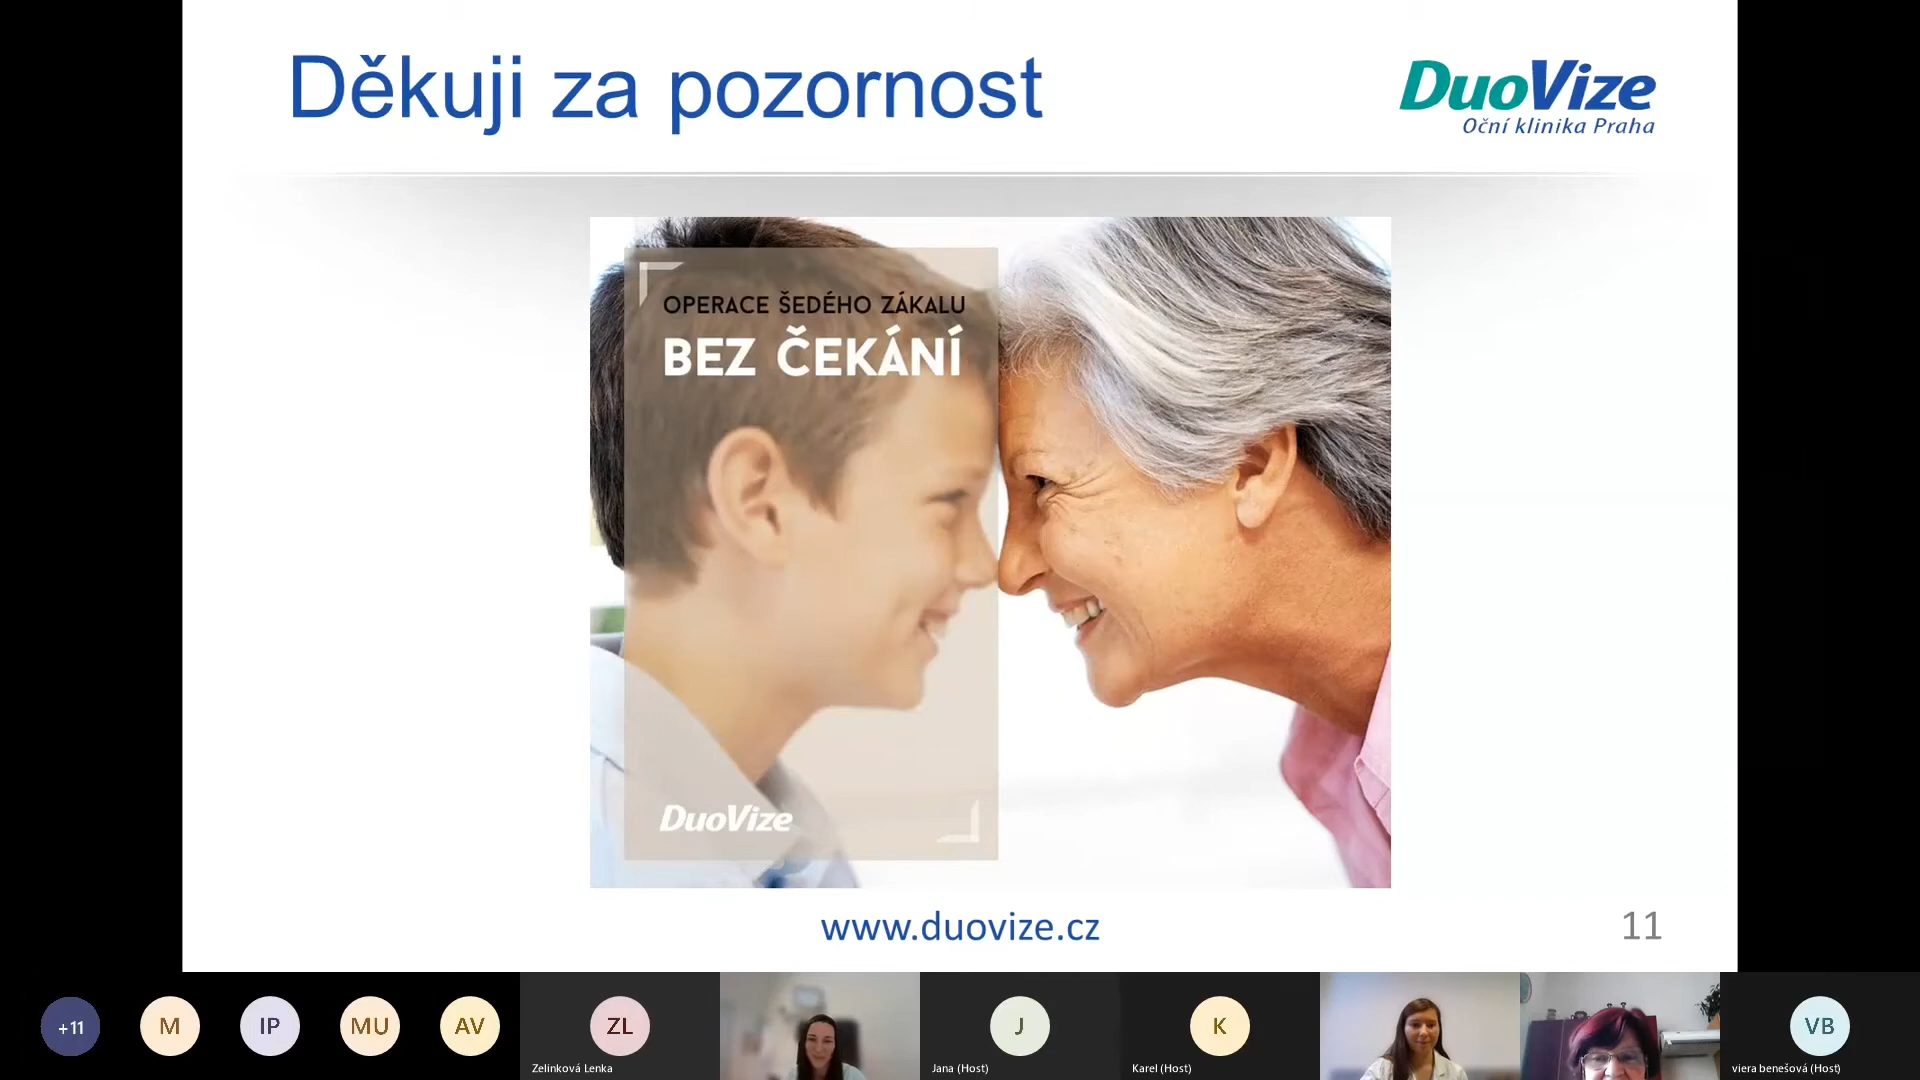 Děkuji za pozornost
DuoVize
Oční klinika Praha
OPERACE ŠEDÉHO ZÁKALU
BEZ ČEKÁNÍ
DuoVize
www.duovize.cz
11
+11
M
IP
MU
AV
ZL
Zelinková Lenka
J
Jana (Host)
K
Karel (Host)
VB
viera benešová (Host)